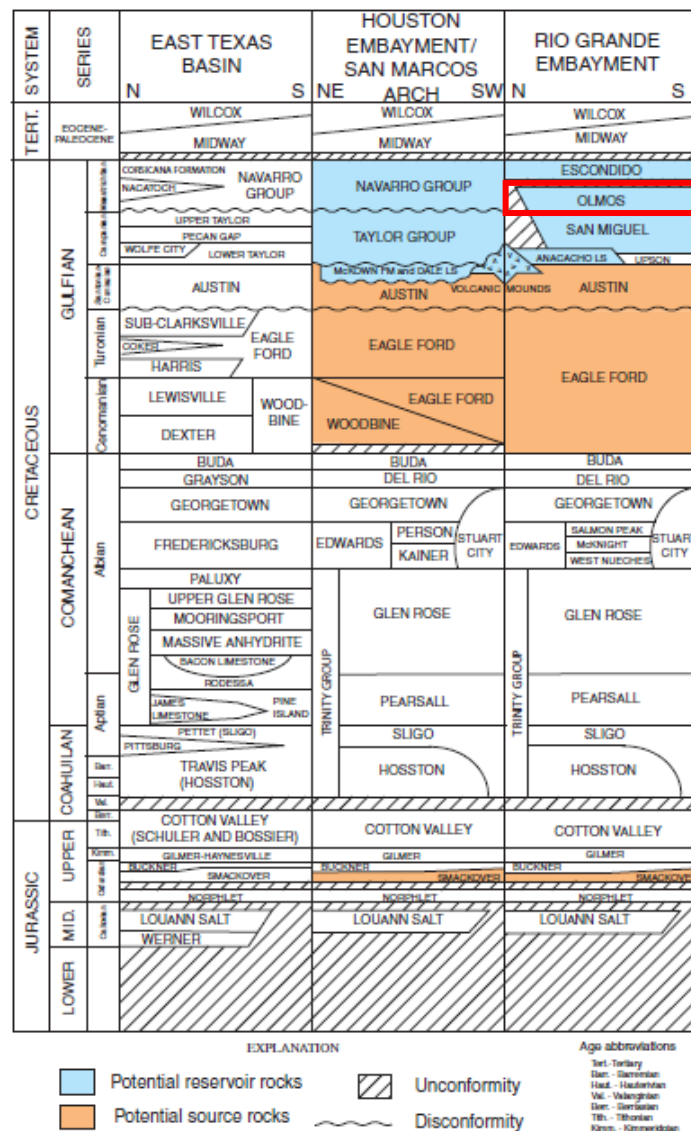 SYSTEM
SERIES
EAST TEXAS
BASIN
N S
HOUSTON
EMBAYMENT/
SAN MARCOS
ARCH
NE SW
RIO GRANDE
EMBAYMENT
N S
TERT.
EOCENE-
PALEOCENE
WILCOX
MIDWAY
WILCOX
MIDWAY
WILCOX
MIDWAY
CRETACEOUS
GULFIAN
CORSICANA FORMATION
NACATOCH
NAVARRO
GROUP
NAVARRO GROUP
ESCONDIDO
OLMOS
UPPER TAYLOR
PECAN GAP
WOLFE CITY
LOWER TAYLOR
TAYLOR GROUP
SAN MIGUEL
ANACACHO LS
UPSON
McKOWN FM and DALE LS
VOLCANIC MOUNDS
AUSTIN
AUSTIN
AUSTIN
Turonian
SUB-CLARKSVILLE
COKER
HARRIS
EAGLE
FORD
EAGLE FORD
EAGLE FORD
Cenomanian
LEWISVILLE
DEXTER
WOOD-
BINE
EAGLE FORD
WOODBINE
COMANCHEAN
Albian
BUDA
GRAYSON
GEORGETOWN
FREDERICKSBURG
PALUXY
BUDA
DEL RIO
GEORGETOWN
EDWARDS
PERSON
KAINER
STUART
CITY
BUDA
DEL RIO
GEORGETOWN
EDWARDS
SALMON PEAK
McKNIGHT
WEST NUECHES
STUART
CITY
GLEN ROSE
UPPER GLEN ROSE
MOORINGSPORT
MASSIVE ANHYDRITE
BACON LIMESTONE
RODESSA
TRINITY GROUP
GLEN ROSE
TRINITY GROUP
GLEN ROSE
Aptian
JAMES
LIMESTONE
PINE
ISLAND
PEARSALL
PEARSALL
COAHUILAN
PETTET (SLIGO)
PITTSBURG
SLIGO
SLIGO
Barr.
Haut.
Val.
Berr.
TRAVIS PEAK
(HOSSTON)
HOSSTON
HOSSTON
JURASSIC
UPPER
Tith.
Kimm.
COTTON VALLEY
(SCHULER AND BOSSIER)
COTTON VALLEY
COTTON VALLEY
GILMER-HAYNESVILLE
GILMER
GILMER
BUCKNER
BUCKNER
BUCKNER
SMACKOVER
SMACKOVER
SMACKOVER
NORPHLET
NORPHLET
NORPHLET
MID.
LOUANN SALT
WERNER
LOUANN SALT
LOUANN SALT
LOWER
EXPLANATION
Potential reservoir rocks
Potential source rocks
Unconformity
Disconformity
Age abbreviations
Tert.-Tertiary
Barr. - Barremian
Haut. - Hauterivian
Val. - Valanginian
Berr. - Berriasian
Tith. - Tithonian
Kimm. - Kimmeridgian